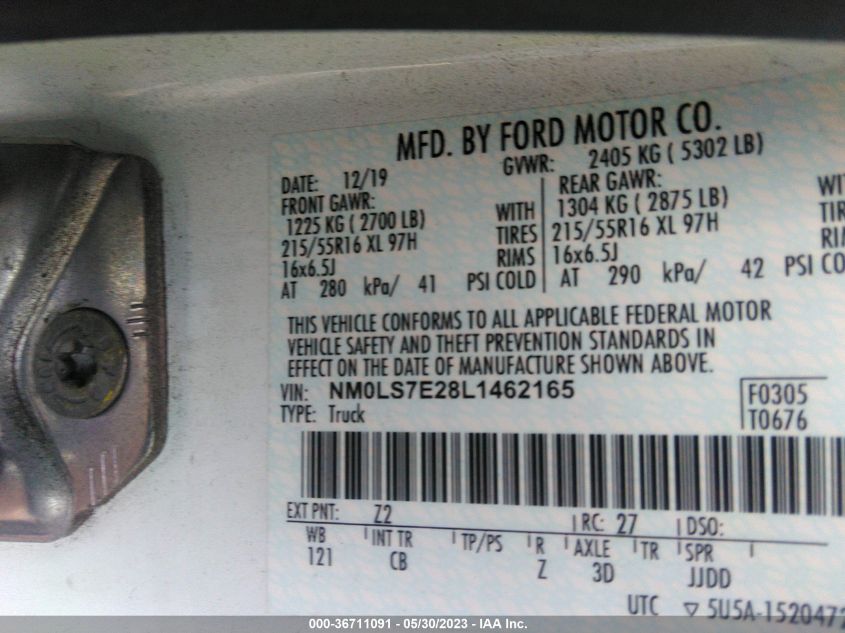 MFD. BY FORD MOTOR CO.
DATE: 12/19 GVWR: 2405 KG ( 5302 LB)
FRONT GAWR: REAR GAWR:
1225 KG ( 2700 LB) WITH 1304 KG ( 2875 LB)
215/55R16 XL 97H TIRES 215/55R16 XL 97H
16x6.5J RIMS 16x6.5J
AT 280 kPa/ 41 PSI COLD AT 290 kPa/ 42 PSI
THIS VEHICLE CONFORMS TO ALL APPLICABLE FEDERAL MOTOR
VEHICLE SAFETY AND THEFT PREVENTION STANDARDS IN
EFFECT ON THE DATE OF MANUFACTURE SHOWN ABOVE.
VIN: NM0LS7E28L1462165 F0305
TYPE: Truck T0676
EXT PNT: Z2 RC: 27 DSO:
WB INT TR TP/PS R AXLE TR SPR
121 CB Z 3D JJDD
UTC ▽ 5U5A-1520472
000-36711091 - 05/30/2023 - IAA Inc.